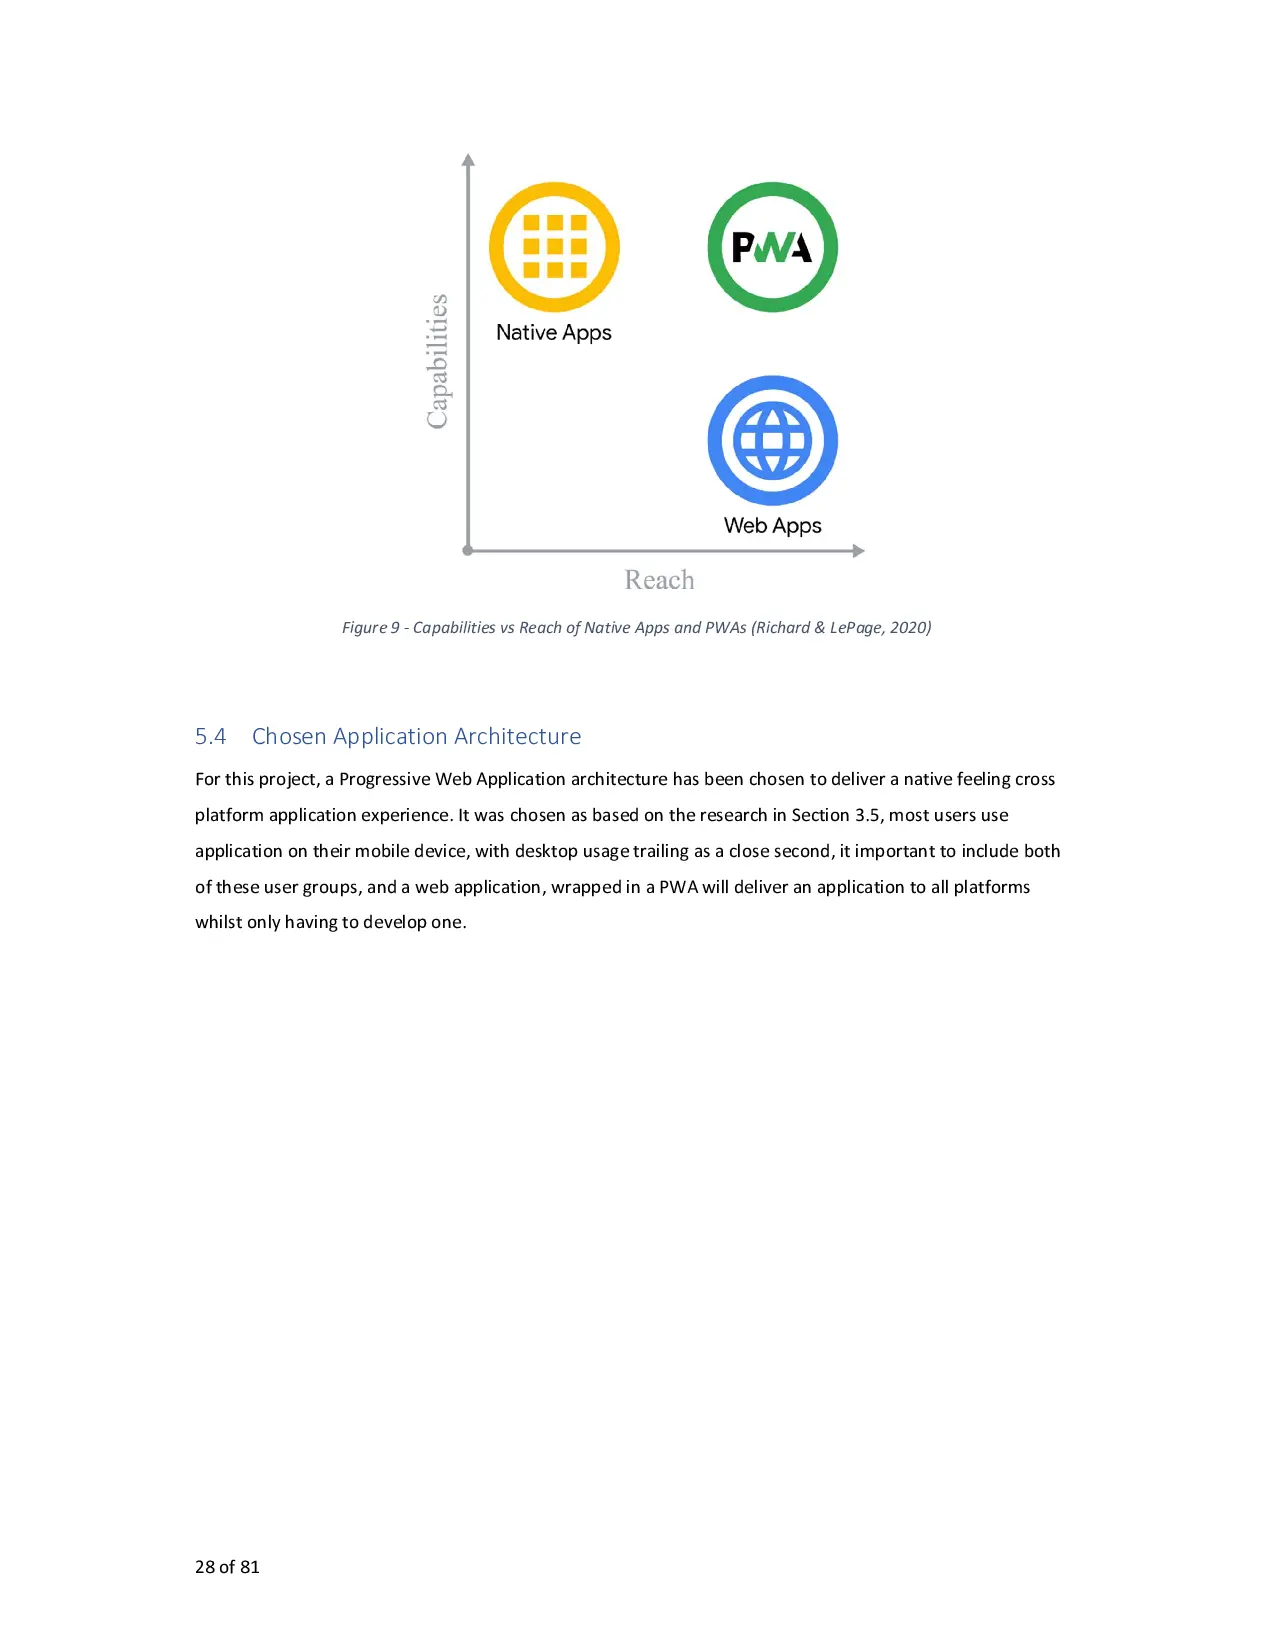 Capabilities
Native Apps
PWA
Web Apps
Reach
Figure 9 - Capabilities vs Reach of Native Apps and PWAs (Richard & LePage, 2020)
5.4 Chosen Application Architecture
For this project, a Progressive Web Application architecture has been chosen to deliver a native feeling cross
platform application experience. It was chosen as based on the research in Section 3.5, most users use
application on their mobile device, with desktop usage trailing as a close second, it important to include both
of these user groups, and a web application, wrapped in a PWA will deliver an application to all platforms
whilst only having to develop one.
28 of 81